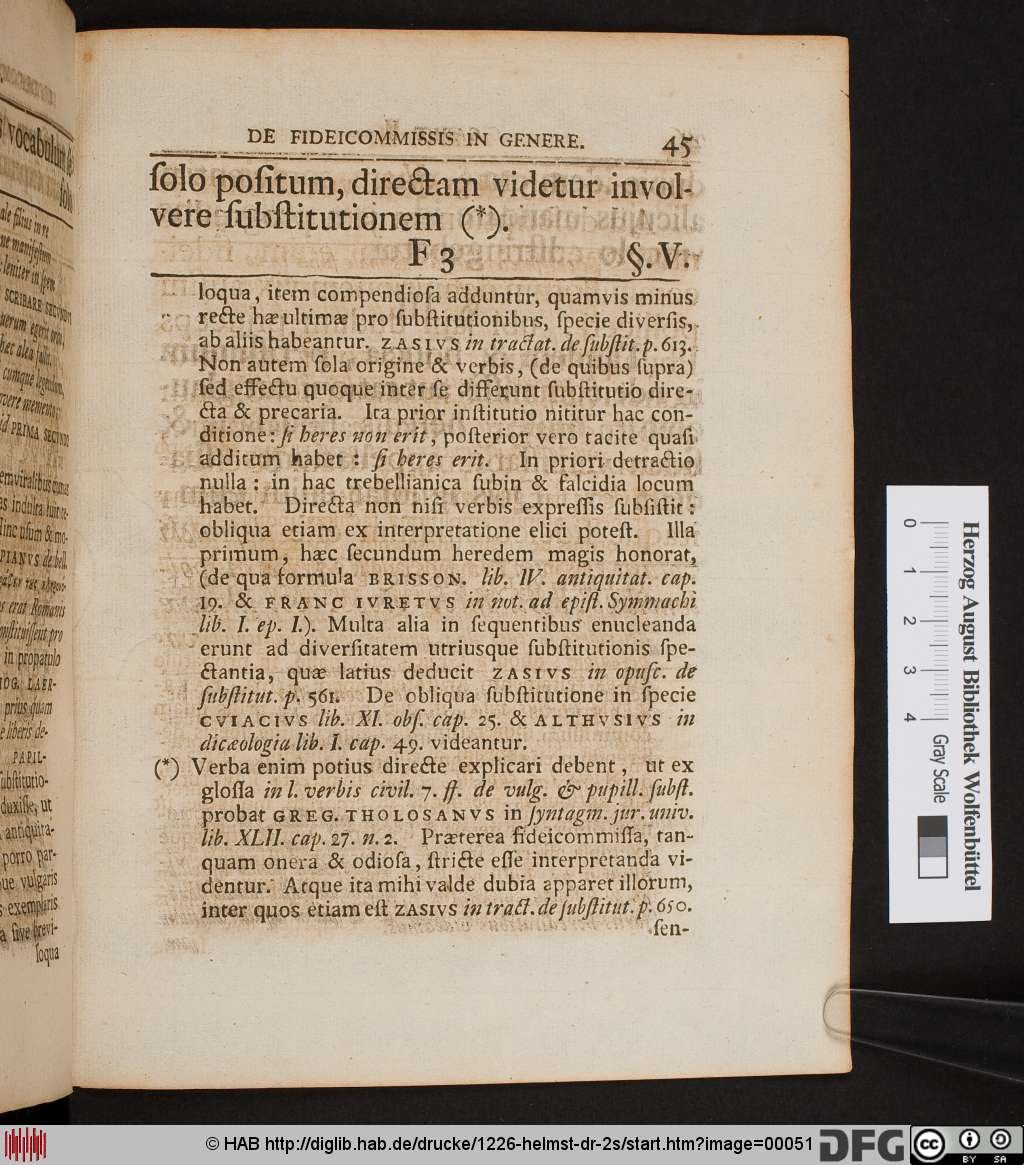 DE FIDEICOMMISSIS IN GENERE. 45
ſolo poſitum, directam videtur invol-
vere ſubſtitutionem (*).
F 3 §. V.
loqua, item compendioſa adduntur, quamvis minus
recte hæ ultimæ pro ſubſtitutionibus, ſpecie diverſis,
ab aliis habeantur. ZASIVS in tractat. de ſubſtit. p. 613.
Non autem ſola origine & verbis, (de quibus ſupra)
ſed effectu quoque inter ſe differunt ſubſtitutio dire-
cta & precaria. Ita prior inſtitutio nititur hac con-
ditione: ſi heres non erit, poſterior vero tacite quaſi
additum habet : ſi heres erit. In priori detractio
nulla : in hac trebellianica ſubin & falcidia locum
habet. Directa non niſi verbis expreſſis ſubſiſtit :
obliqua etiam ex interpretatione elici poteſt. Illa
primum, hæc ſecundum heredem magis honorat,
(de qua formula BRISSON. lib. IV. antiquitat. cap.
19. & FRANC IVRETVS in not. ad epiſt. Symmachi
lib. I. ep. I.). Multa alia in ſequentibus enucleanda
erunt ad diverſitatem utriusque ſubſtitutionis ſpe-
ctantia, quæ latius deducit ZASIVS in opuſc. de
ſubſtitut. p. 561. De obliqua ſubſtitutione in ſpecie
CVIACIVS lib. XI. obſ. cap. 25. & ALTHVSIVS in
dicæologia lib. I. cap. 49. videantur.
(*) Verba enim potius directe explicari debent, ut ex
gloſſa in l. verbis civil. 7. ff. de vulg. & pupill. ſubſt.
probat GREG. THOLOSANVS in ſyntagm. jur. univ.
lib. XLII. cap. 27. n. 2. Præterea fideicommiſſa, tan-
quam onera & odioſa, ſtricte eſſe interpretanda vi-
dentur. Atque ita mihi valde dubia apparet illorum,
inter quos etiam eſt ZASIVS in tract. de ſubſtitut. p. 650.
ſen-
Herzog August Bibliothek Wolfenbüttel
0 1 2 3 4 Gray Scale
© HAB http://diglib.hab.de/drucke/1226-helmst-dr-2s/start.htm?image=00051
DFG
cc BY SA